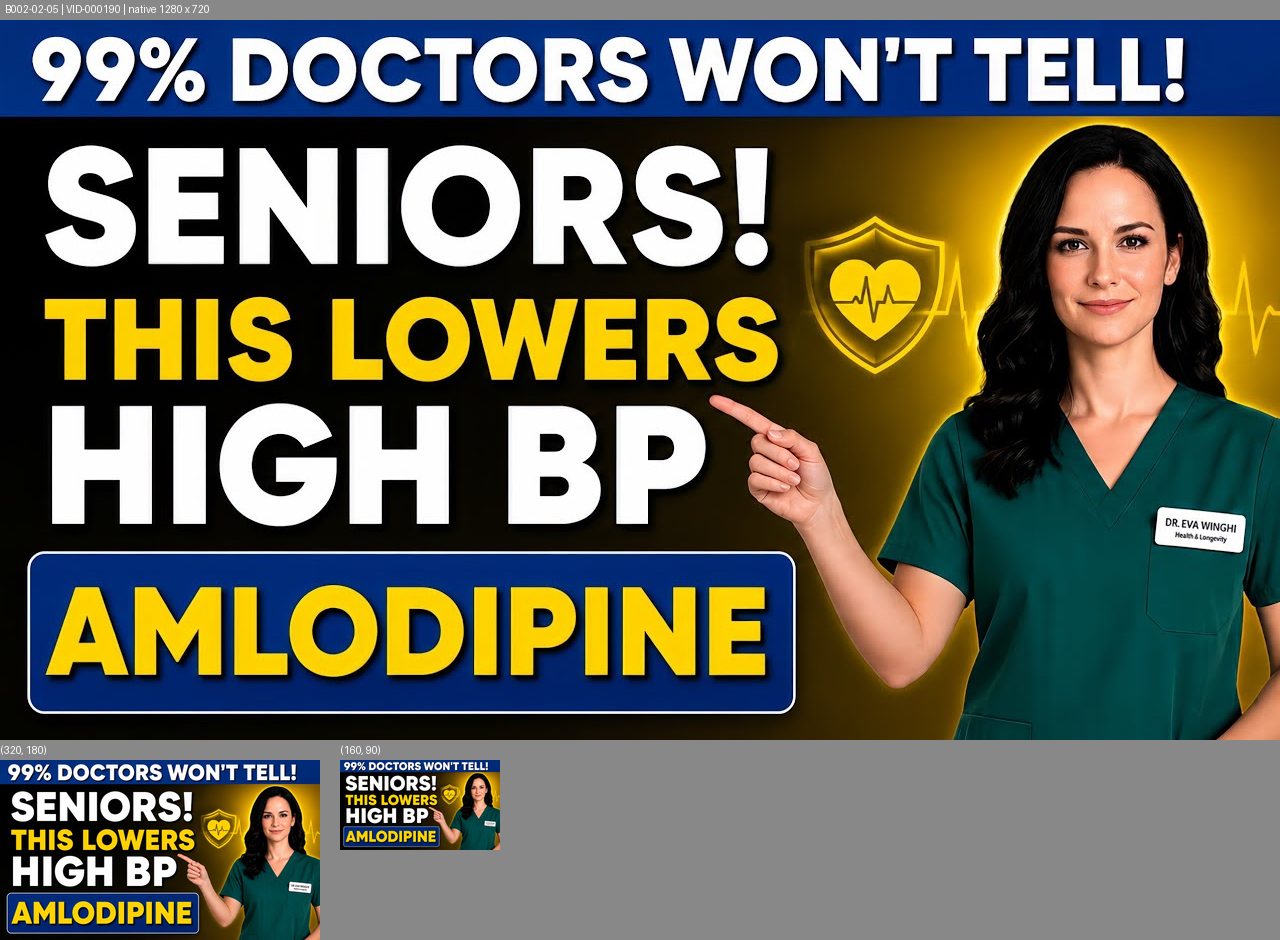 B002-02-05 | VID-000190 | native 1280 x 720
99% DOCTORS WON'T TELL!
SENIORS!
THIS LOWERS
HIGH BP
AMLODIPINE
DR. EVA WINGHI
Health & Longevity
(320, 180)
99% DOCTORS WON'T TELL!
SENIORS!
THIS LOWERS
HIGH BP
AMLODIPINE
(160, 90)
99% DOCTORS WON'T TELL!
SENIORS!
THIS LOWERS
HIGH BP
AMLODIPINE